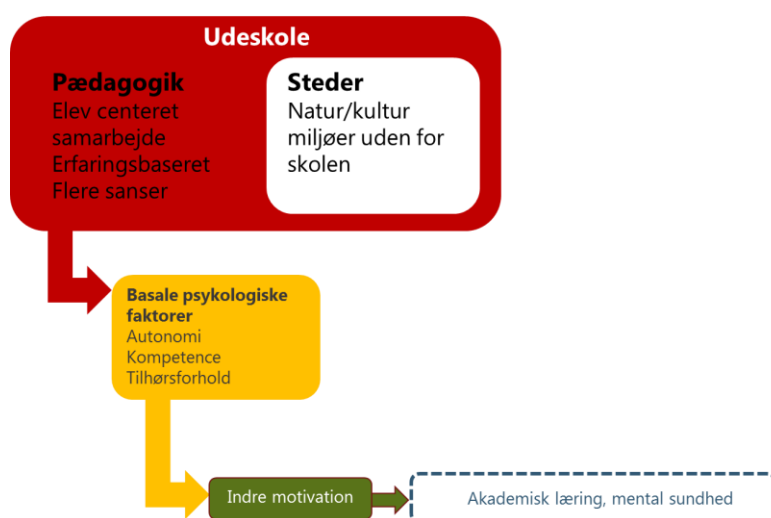 Udeskole
Pædagogik
Elev centeret
samarbejde
Erfaringsbaseret
Flere sanser
Steder
Natur/kultur
miljøer uden for
skolen
Basale psykologiske
faktorer
Autonomi
Kompetence
Tilhørsforhold
Indre motivation
Akademisk læring, mental sundhed